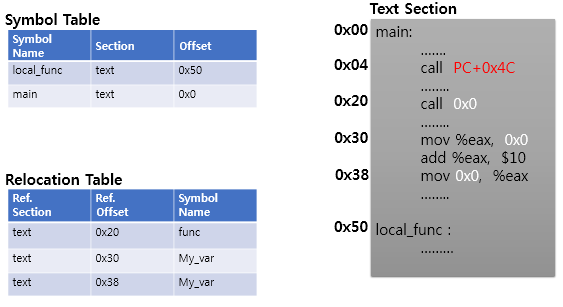 Symbol Table
Symbol Name Section Offset
local_func text 0x50
main text 0x0
Relocation Table
Ref. Section Ref. Offset Symbol Name
text 0x20 func
text 0x30 My_var
text 0x38 My_var
Text Section
0x00 main:
.......
0x04 call PC+0x4C
........
0x20 call 0x0
........
0x30 mov %eax, 0x0
add %eax, $10
0x38 mov 0x0, %eax
........
0x50 local_func :
.........